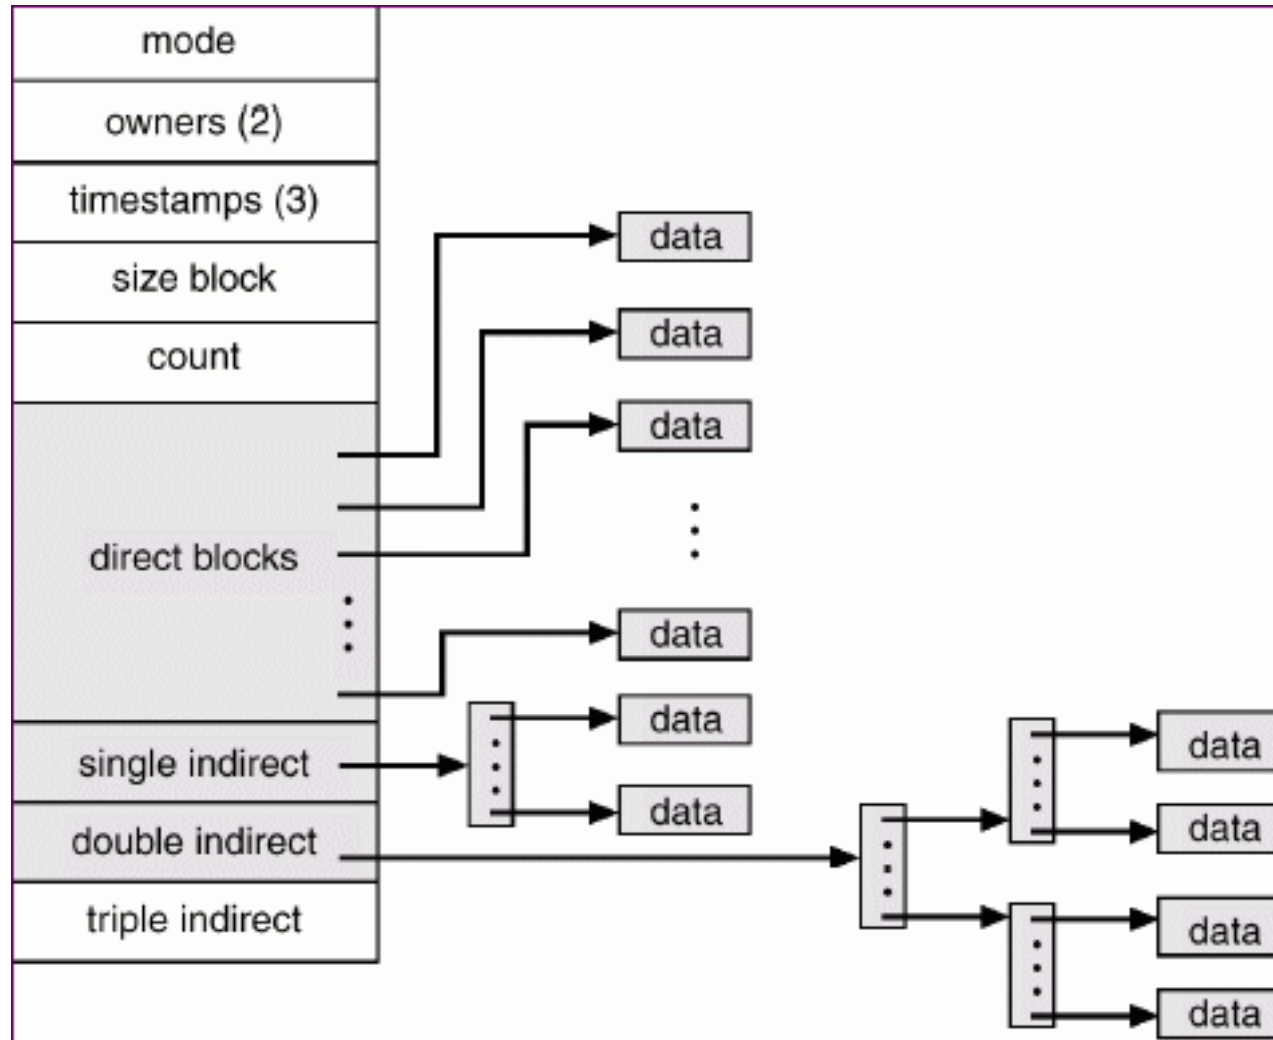 mode
owners (2)
timestamps (3)
size block
count
direct blocks
single indirect
double indirect
triple indirect
data
data
data
data
data
data
data
data
data
data